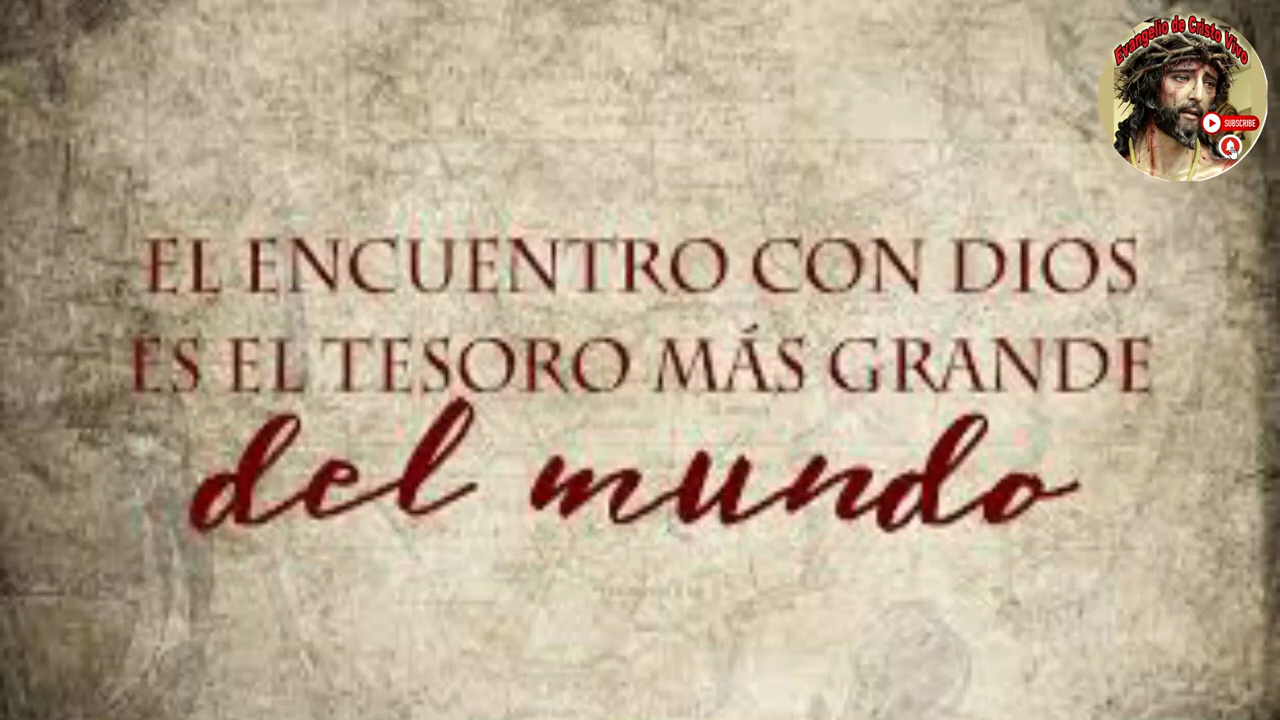 Evangelio de Cristo Vivo
SUBSCRIBE
EL ENCUENTRO CON DIOS
ES EL TESORO MÁS GRANDE
del mundo